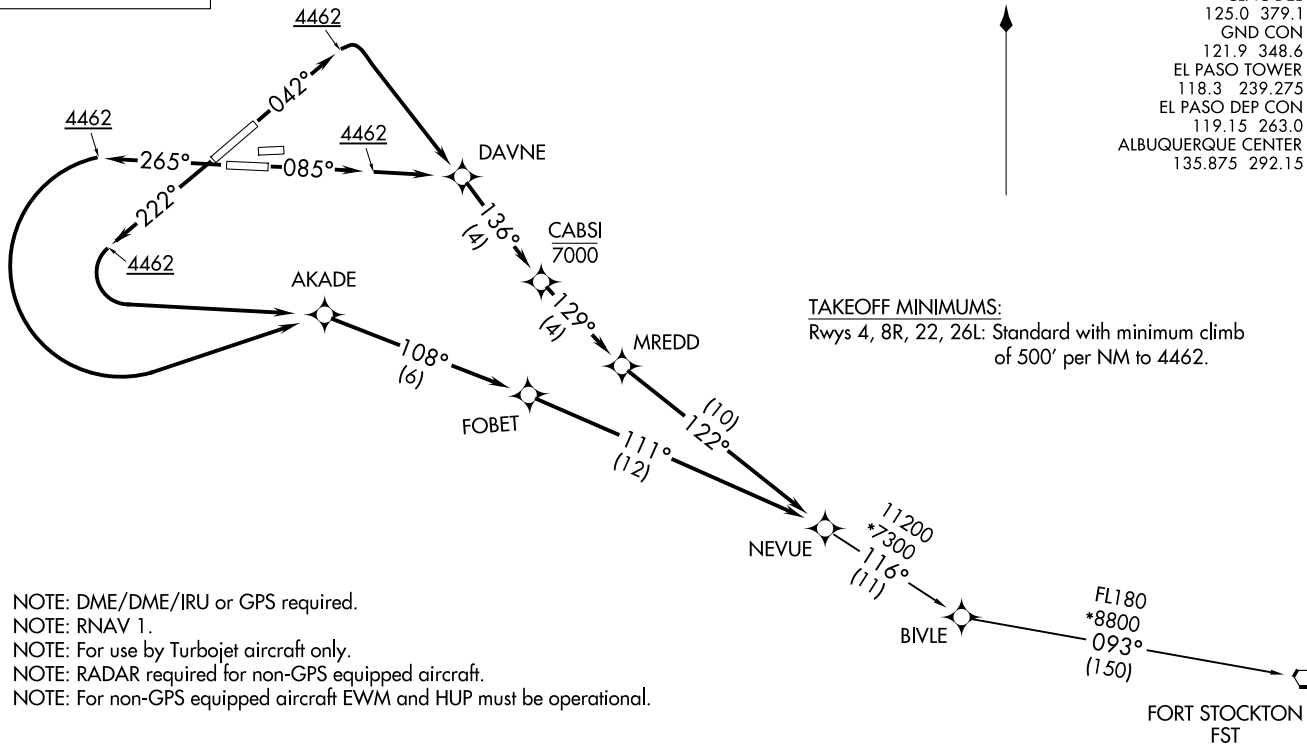 125.0 379.1
GND CON
121.9 348.6
EL PASO TOWER
118.3 239.275
EL PASO DEP CON
119.15 263.0
ALBUQUERQUE CENTER
135.875 292.15
4462
042°
4462
265°
4462
085°
222°
4462
DAVNE
136°
(4)
CABSI
7000
129°
(4)
MREDD
AKADE
108°
(6)
FOBET
(10)
122°
111°
(12)
TAKEOFF MINIMUMS:
Rwys 4, 8R, 22, 26L: Standard with minimum climb
of 500' per NM to 4462.
NEVUE
11200
*7300
116°
(11)
BIVLE
FL180
*8800
093°
(150)
FORT STOCKTON
FST
NOTE: DME/DME/IRU or GPS required.
NOTE: RNAV 1.
NOTE: For use by Turbojet aircraft only.
NOTE: RADAR required for non-GPS equipped aircraft.
NOTE: For non-GPS equipped aircraft EWM and HUP must be operational.